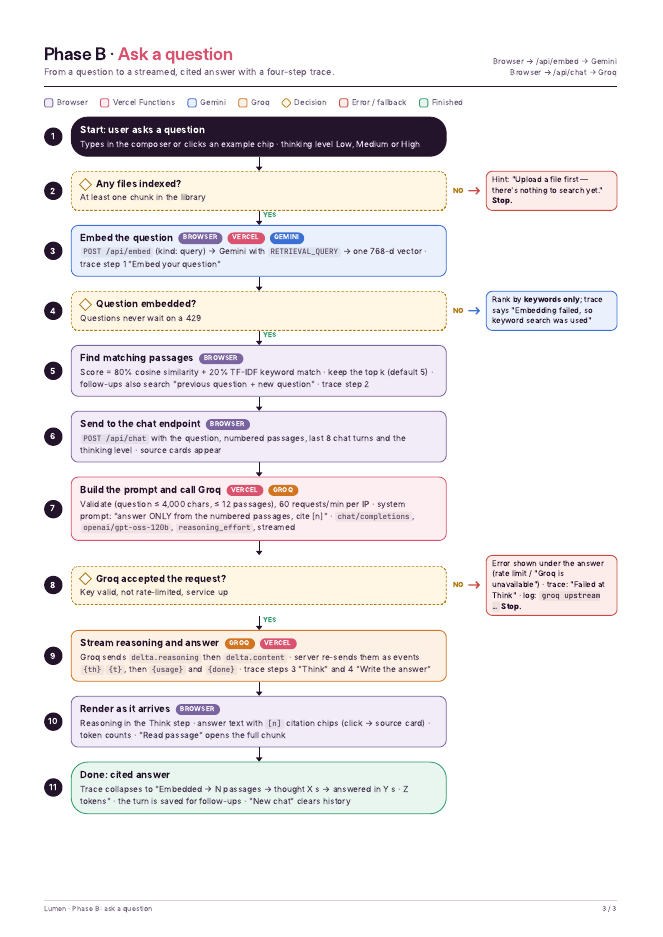 Phase B · Ask a question
From a question to a streamed, cited answer with a four-step trace.
Browser → /api/embed → Gemini
Browser → /api/chat → Groq
Browser Vercel Functions Gemini Groq Decision Error / fallback Finished
1
Start: user asks a question
Types in the composer or clicks an example chip · thinking level Low, Medium or High
2
Any files indexed?
At least one chunk in the library
NO →
Hint: "Upload a file first —
there's nothing to search yet."
Stop.
YES
3
Embed the question BROWSER VERCEL GEMINI
POST /api/embed (kind: query) → Gemini with RETRIEVAL_QUERY → one 768-d vector ·
trace step 1 "Embed your question"
4
Question embedded?
Questions never wait on a 429
NO →
Rank by keywords only; trace
says "Embedding failed, so
keyword search was used"
YES
5
Find matching passages BROWSER
Score = 80% cosine similarity + 20% TF-IDF keyword match · keep the top k (default 5) ·
follow-ups also search "previous question + new question" · trace step 2
6
Send to the chat endpoint BROWSER
POST /api/chat with the question, numbered passages, last 8 chat turns and the
thinking level · source cards appear
7
Build the prompt and call Groq VERCEL GROQ
Validate (question ≤ 4,000 chars, ≤ 12 passages), 60 requests/min per IP · system
prompt: "answer ONLY from the numbered passages, cite [n]" · chat/completions,
openai/gpt-oss-120b, reasoning_effort, streamed
8
Groq accepted the request?
Key valid, not rate-limited, service up
NO →
Error shown under the answer
(rate limit / "Groq is
unavailable") · trace: "Failed at
Think" · log: groq upstream
… Stop.
YES
9
Stream reasoning and answer GROQ VERCEL
Groq sends delta.reasoning then delta.content · server re-sends them as events
{th} {t}, then {usage} and {done} · trace steps 3 "Think" and 4 "Write the answer"
10
Render as it arrives BROWSER
Reasoning in the Think step · answer text with [n] citation chips (click → source card) ·
token counts · "Read passage" opens the full chunk
11
Done: cited answer
Trace collapses to "Embedded → N passages → thought X s → answered in Y s · Z
tokens" · the turn is saved for follow-ups · "New chat" clears history
Lumen · Phase B: ask a question
3 / 3